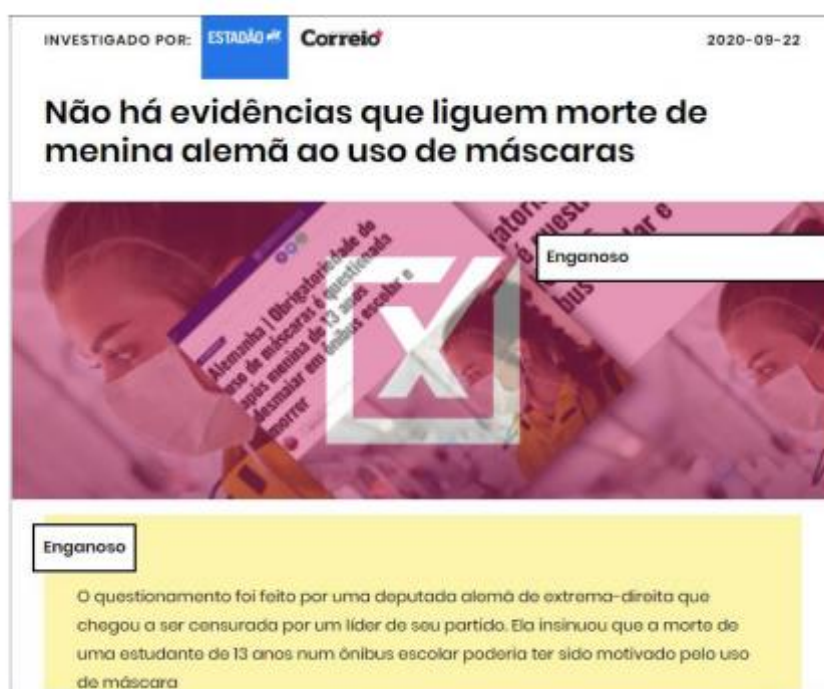 INVESTIGADO POR: ESTADÃO Correio 2020-09-22
Não há evidências que liguem morte de
menina alemã ao uso de máscaras
Alemanha | Obrigatoriedade do
uso de máscaras é questionada
após menina de 13 anos
desmaiar em ônibus escolar e
morrer
Enganoso
Enganoso
O questionamento foi feito por uma deputada alemã de extrema-direita que
chegou a ser censurada por um líder de seu partido. Ela insinuou que a morte de
uma estudante de 13 anos num ônibus escolar poderia ter sido motivado pelo uso
de máscara